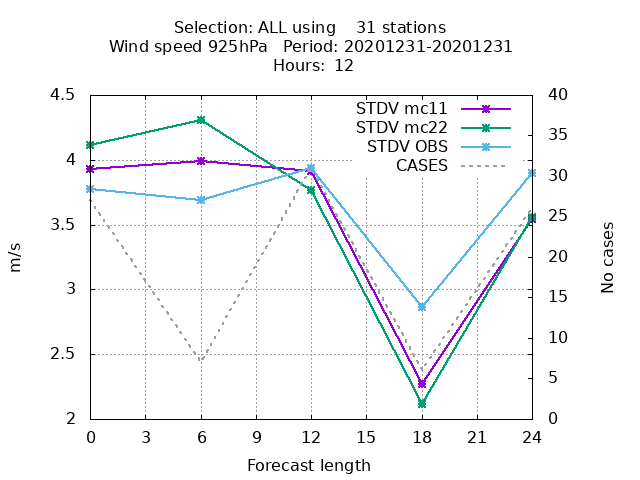 Selection: ALL using    31 stations
Wind speed 925hPa   Period: 20201231-20201231
Hours: 12
4.5
4
3.5
3
2.5
2
m/s
STDV mc11
STDV mc22
STDV OBS
CASES
40
35
30
25
20
15
10
5
0
No cases
0 3 6 9 12 15 18 21 24
Forecast length